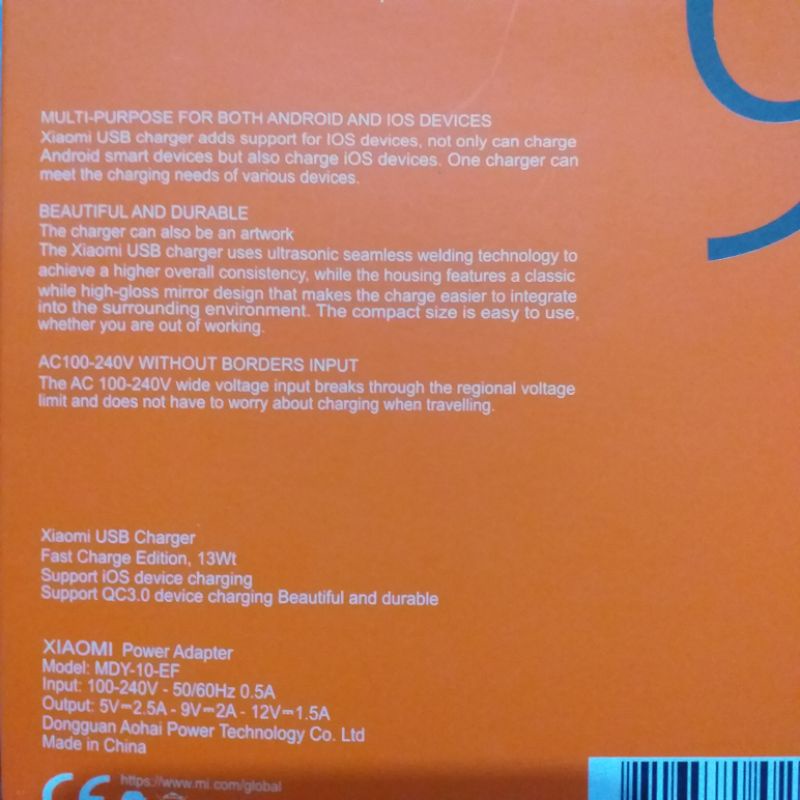 MULTI-PURPOSE FOR BOTH ANDROID AND IOS DEVICES
Xiaomi USB charger adds support for IOS devices, not only can charge
Android smart devices but also charge iOS devices. One charger can
meet the charging needs of various devices.
BEAUTIFUL AND DURABLE
The charger can also be an artwork
The Xiaomi USB charger uses ultrasonic seamless welding technology to
achieve a higher overall consistency, while the housing features a classic
while high-gloss mirror design that makes the charge easier to integrate
into the surrounding environment. The compact size is easy to use,
whether you are out of working.
AC100-240V WITHOUT BORDERS INPUT
The AC 100-240V wide voltage input breaks through the regional voltage
limit and does not have to worry about charging when travelling.
Xiaomi USB Charger
Fast Charge Edition, 13Wt
Support iOS device charging
Support QC3.0 device charging Beautiful and durable
XIAOMI Power Adapter
Model: MDY-10-EF
Input: 100-240V - 50/60Hz 0.5A
Output: 5V⎓2.5A - 9V⎓2A - 12V⎓1.5A
Dongguan Aohai Power Technology Co. Ltd
Made in China
CE https://www.mi.com/global